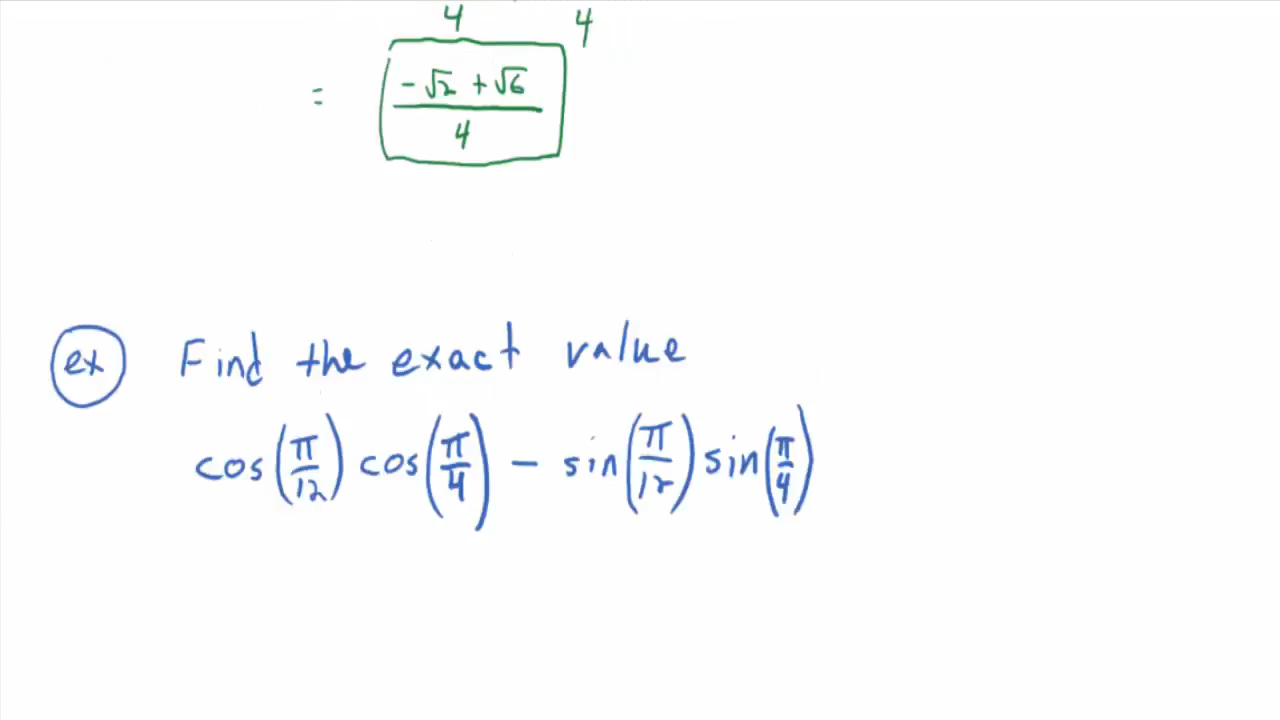 4 4
= (-√2 + √6)/4
ex Find the exact value
cos(π/12) cos(π/4) - sin(π/12) sin(π/4)